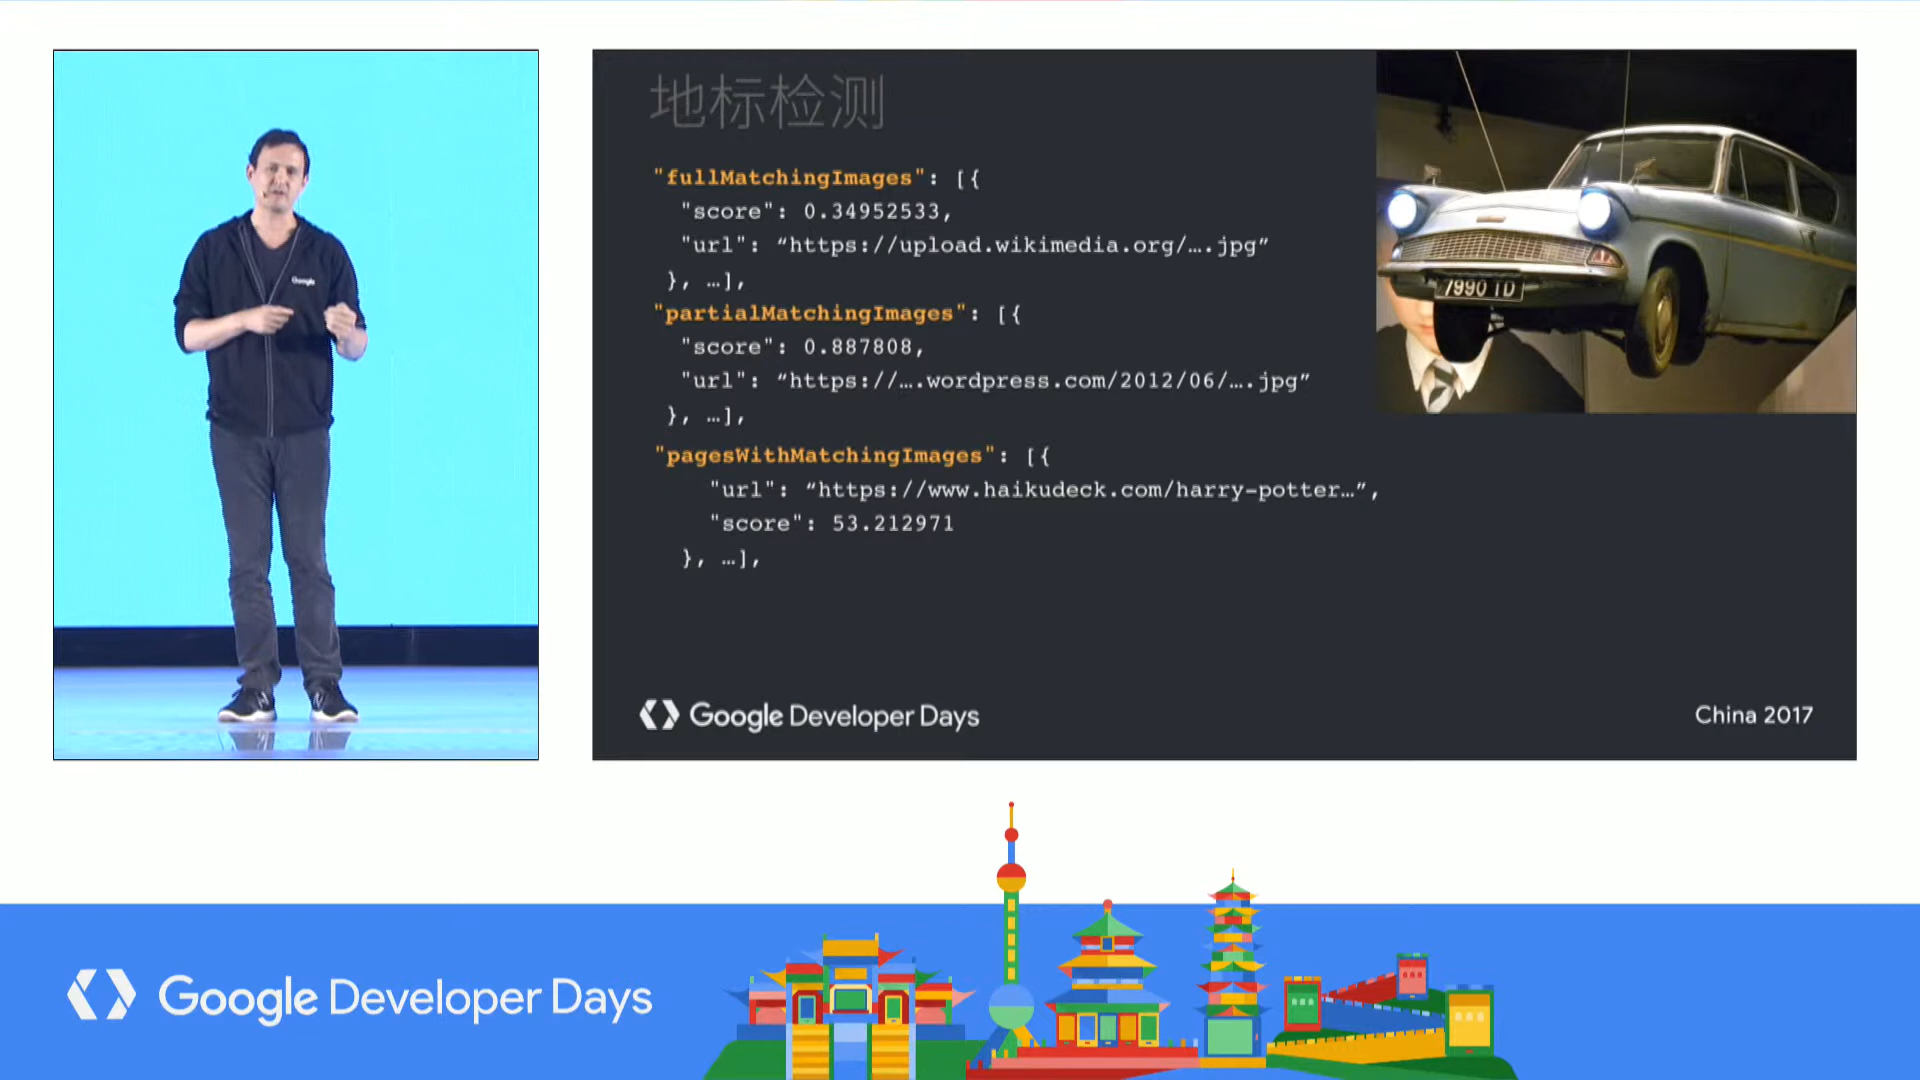 地标检测
"fullMatchingImages": [{
"score": 0.34952533,
"url": “https://upload.wikimedia.org/….jpg”
}, …],
"partialMatchingImages": [{
"score": 0.887808,
"url": “https://….wordpress.com/2012/06/….jpg”
}, …],
"pagesWithMatchingImages": [{
"url": “https://www.haikudeck.com/harry-potter…”,
"score": 53.212971
}, …],
7990 TD
Google
Google Developer Days
China 2017
Google Developer Days